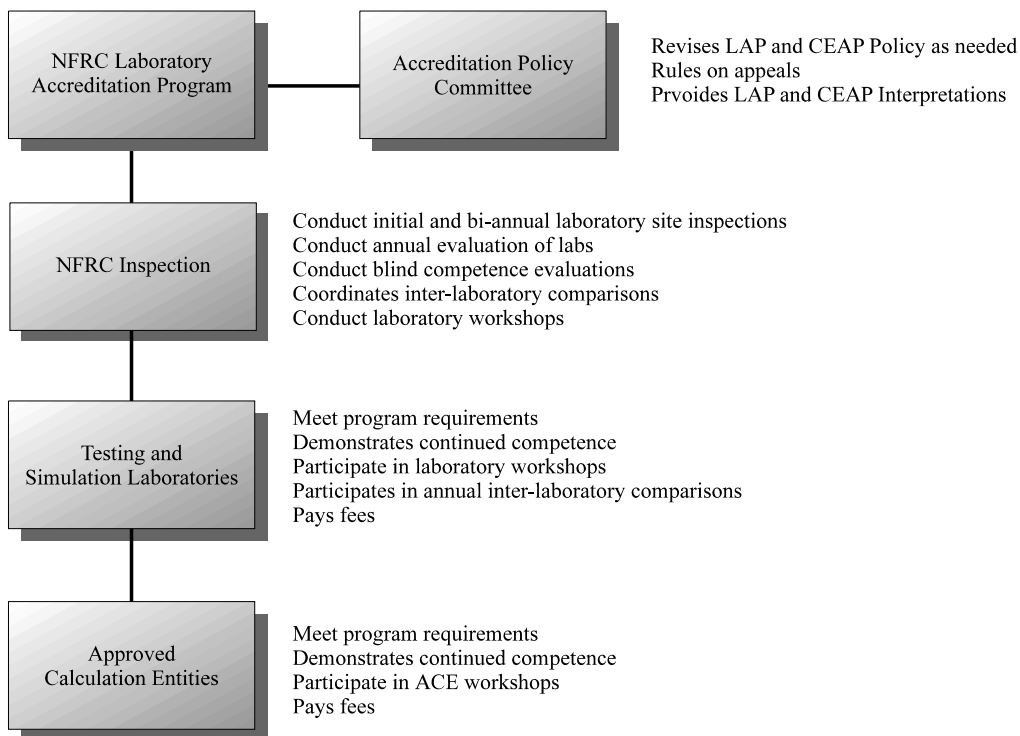 NFRC Laboratory
Accreditation Program
Accreditation Policy
Committee
Revises LAP and CEAP Policy as needed
Rules on appeals
Prvoides LAP and CEAP Interpretations
NFRC Inspection
Conduct initial and bi-annual laboratory site inspections
Conduct annual evaluation of labs
Conduct blind competence evaluations
Coordinates inter-laboratory comparisons
Conduct laboratory workshops
Testing and
Simulation Laboratories
Meet program requirements
Demonstrates continued competence
Participate in laboratory workshops
Participates in annual inter-laboratory comparisons
Pays fees
Approved
Calculation Entities
Meet program requirements
Demonstrates continued competence
Participate in ACE workshops
Pays fees